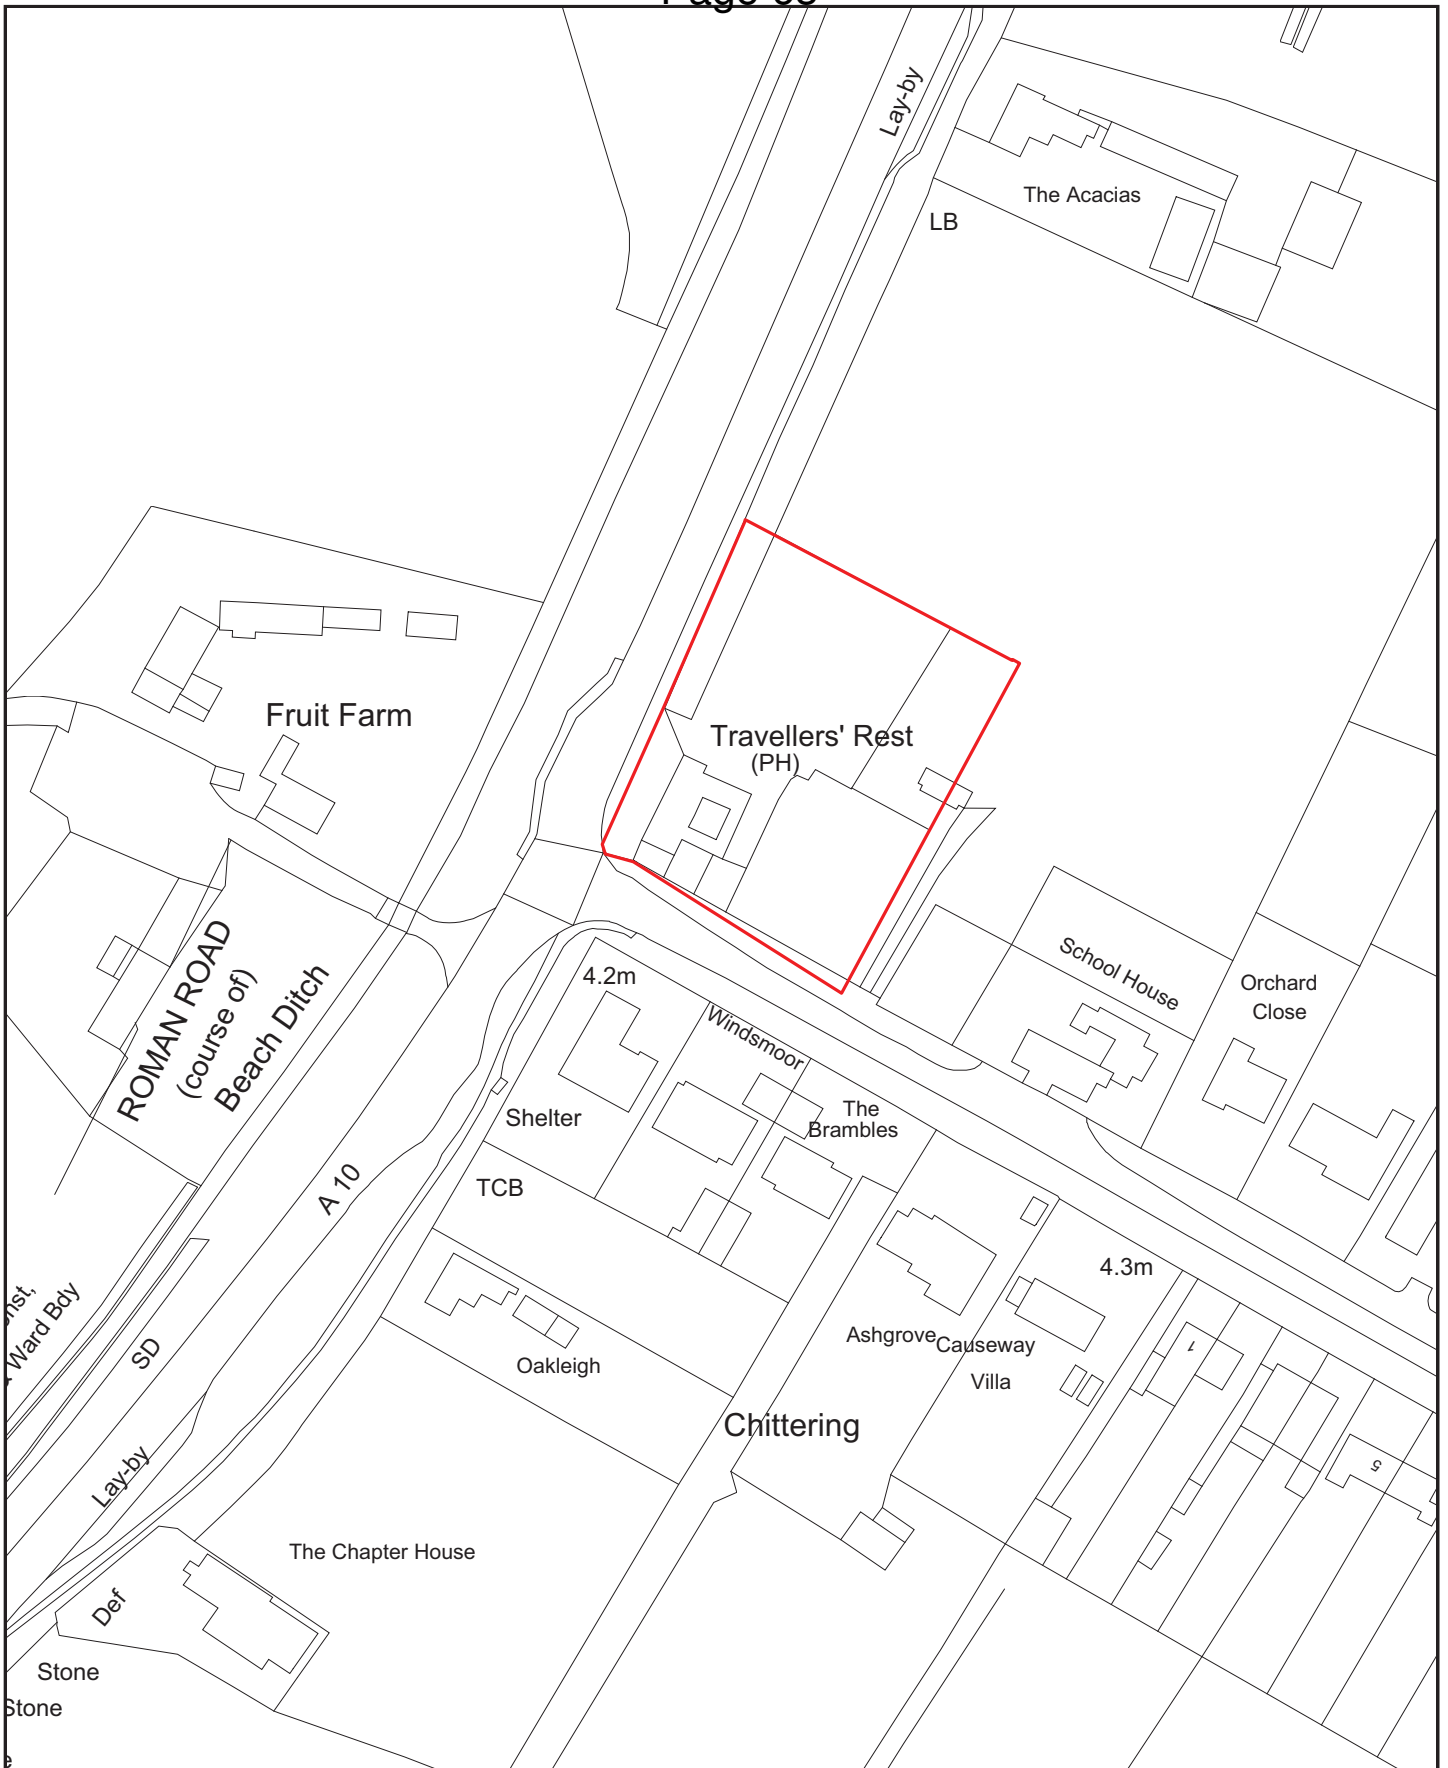 Lay-by
The Acacias
LB
Fruit Farm
Travellers' Rest
(PH)
ROMAN ROAD
(course of)
Beach Ditch
4.2m
School House
Orchard
Close
Windsmoor
Shelter
The
Brambles
TCB
A 10
4.3m
Ward Bdy
SD
Oakleigh
Ashgrove
Causeway
Villa
1
Chittering
5
Lay-by
The Chapter House
Def
Stone
Stone